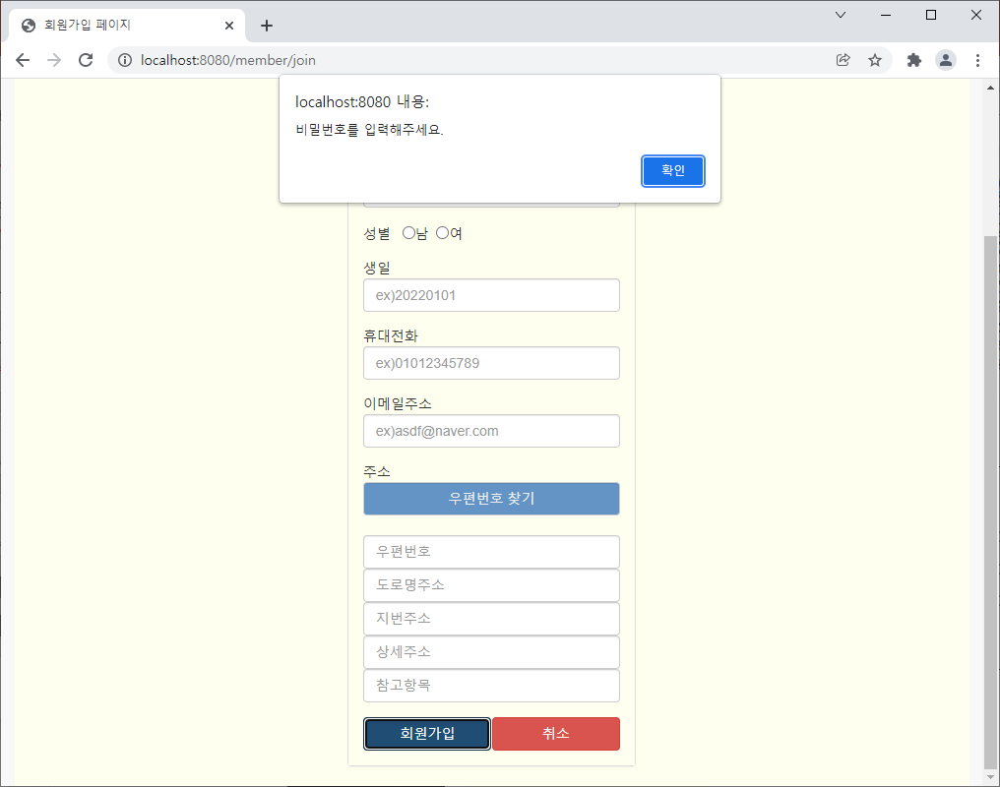 회원가입 페이지
localhost:8080/member/join
localhost:8080 내용:
비밀번호를 입력해주세요.
확인
성별 남 여
생일
ex)20220101
휴대전화
ex)01012345789
이메일주소
ex)asdf@naver.com
주소
우편번호 찾기
우편번호
도로명주소
지번주소
상세주소
참고항목
회원가입 취소